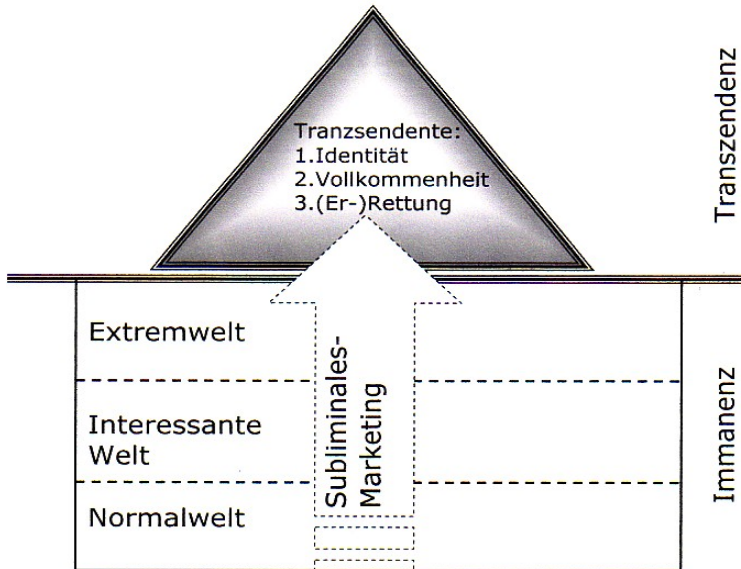 Tranzsendente:
1.Identität
2.Vollkommenheit
3.(Er-)Rettung
Transzendenz
Extremwelt
Interessante
Welt
Normalwelt
Subliminales-
Marketing
Immanenz